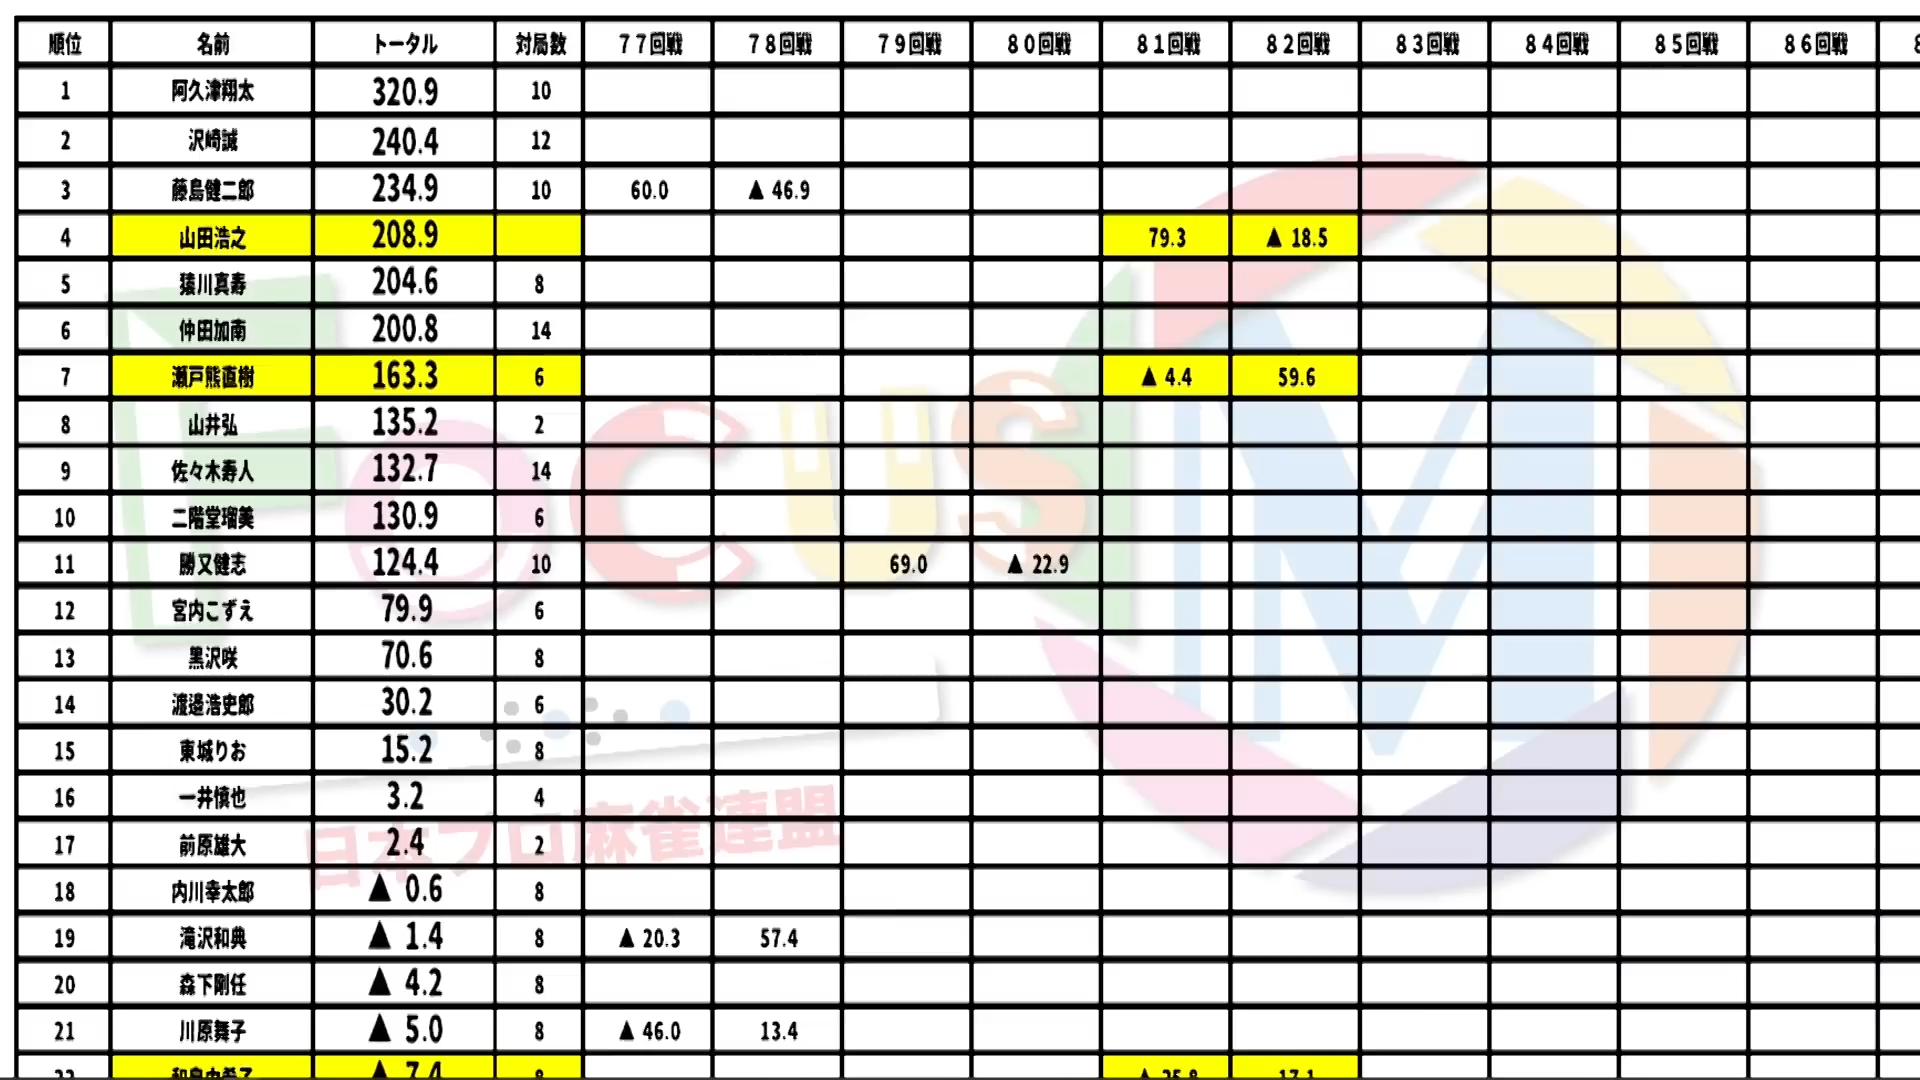 順位 名前 トータル 対局数 77回戦 78回戦 79回戦 80回戦 81回戦 82回戦 83回戦 84回戦 85回戦 86回戦
1 阿久津翔太 320.9 10
2 沢崎誠 240.4 12
3 藤島健二郎 234.9 10 60.0 ▲ 46.9
4 山田浩之 208.9 79.3 ▲ 18.5
5 猿川真寿 204.6 8
6 仲田加南 200.8 14
7 瀬戸熊直樹 163.3 6 ▲ 4.4 59.6
8 山井弘 135.2 2
9 佐々木寿人 132.7 14
10 二階堂瑠美 130.9 6
11 勝又健志 124.4 10 69.0 ▲ 22.9
12 宮内こずえ 79.9 6
13 黒沢咲 70.6 8
14 渡邉浩史郎 30.2 6
15 東城りお 15.2 8
16 一井慎也 3.2 4
17 前原雄大 2.4 2
18 内川幸太郎 ▲ 0.6 8
19 滝沢和典 ▲ 1.4 8 ▲ 20.3 57.4
20 森下剛任 ▲ 4.2 8
21 川原舞子 ▲ 5.0 8 ▲ 46.0 13.4
22 ▲ 7.4 8 ▲ 25.8 17.1
FOCUS M
日本プロ麻雀連盟